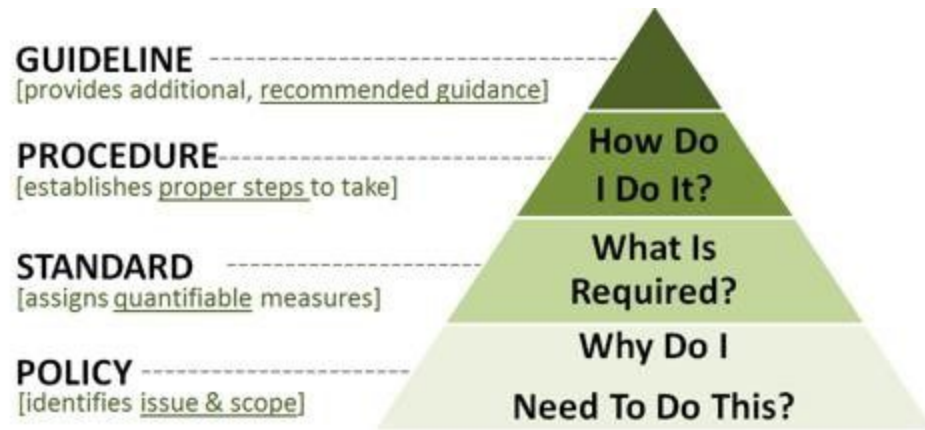 GUIDELINE
[provides additional, recommended guidance]
How Do
PROCEDURE
I Do It?
[establishes proper steps to take]
What Is
STANDARD
Required?
[assigns quantifiable measures]
Why Do I
POLICY
[identifies issue & scope]
Need To Do This?